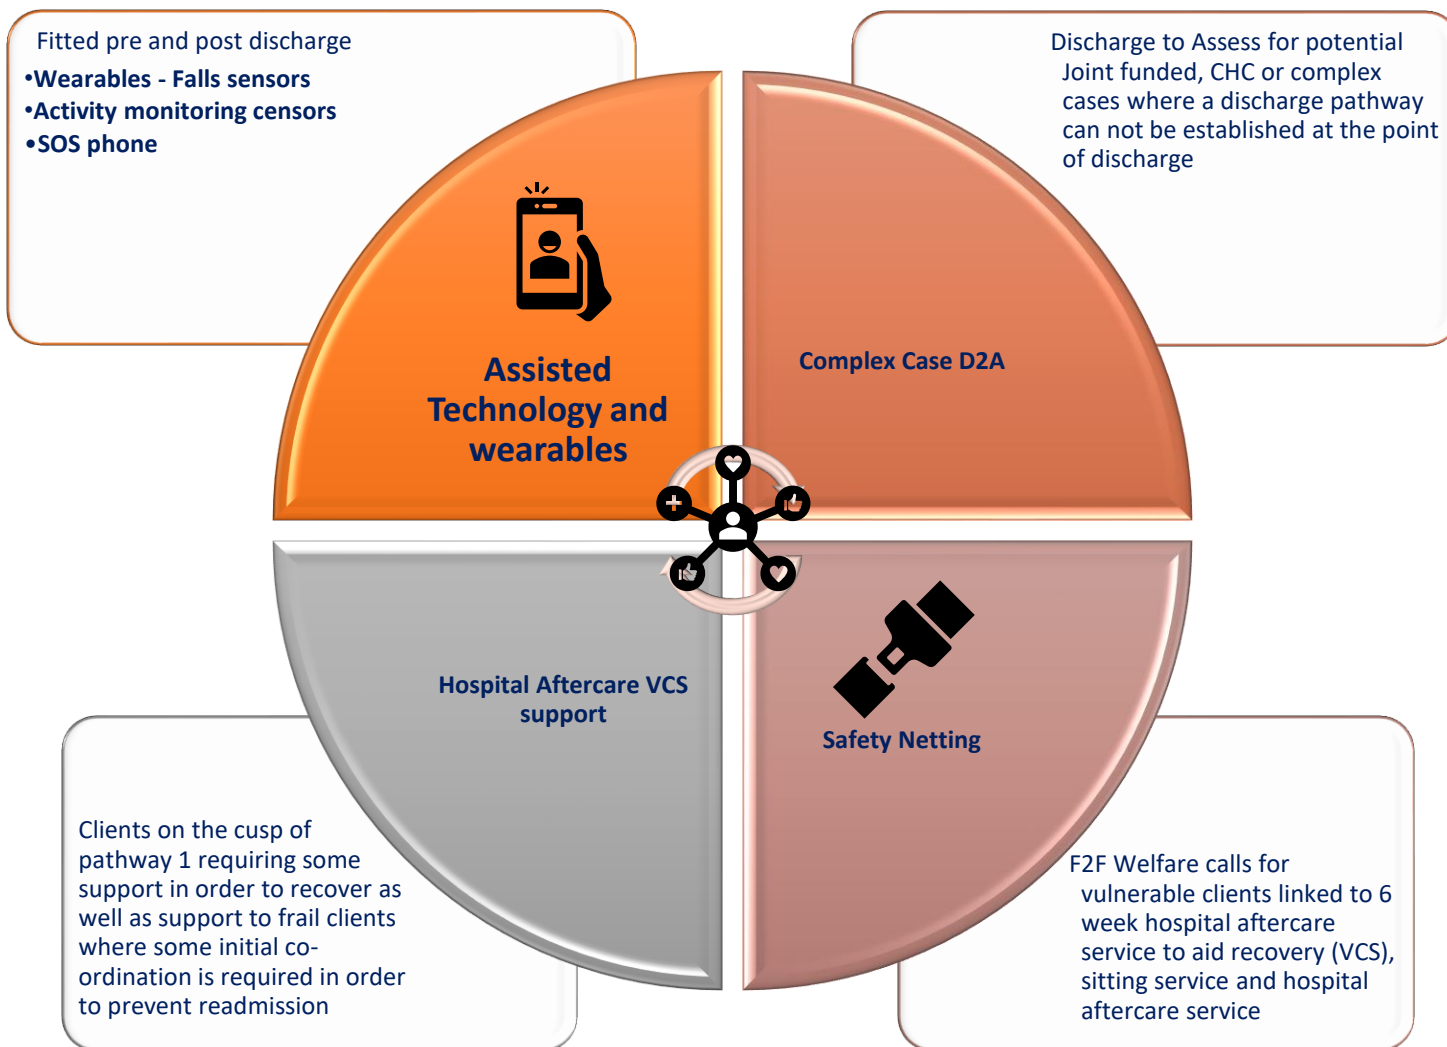 Fitted pre and post discharge
•Wearables - Falls sensors
•Activity monitoring censors
•SOS phone
Discharge to Assess for potential
Joint funded, CHC or complex
cases where a discharge pathway
can not be established at the point
of discharge
Assisted
Technology and
wearables
Complex Case D2A
Hospital Aftercare VCS
support
Safety Netting
Clients on the cusp of
pathway 1 requiring some
support in order to recover as
well as support to frail clients
where some initial co-
ordination is required in order
to prevent readmission
F2F Welfare calls for
vulnerable clients linked to 6
week hospital aftercare
service to aid recovery (VCS),
sitting service and hospital
aftercare service